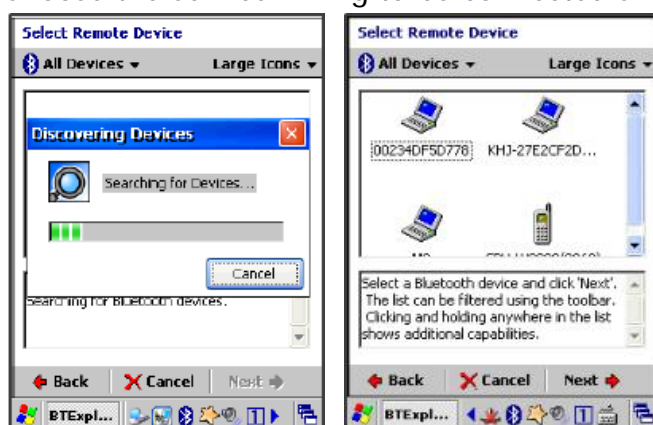 Select Remote Device
All Devices
Large Icons
Discovering Devices
Searching for Devices...
Cancel
Searching for Bluetooth devices.
Back
Cancel
Next
BTExpl...
Select Remote Device
All Devices
Large Icons
00234DF5D778
KHJ-27E2CF2D...
Select a Bluetooth device and click 'Next'.
The list can be filtered using the toolbar.
Clicking and holding anywhere in the list
shows additional capabilities.
Back
Cancel
Next
BTExpl...